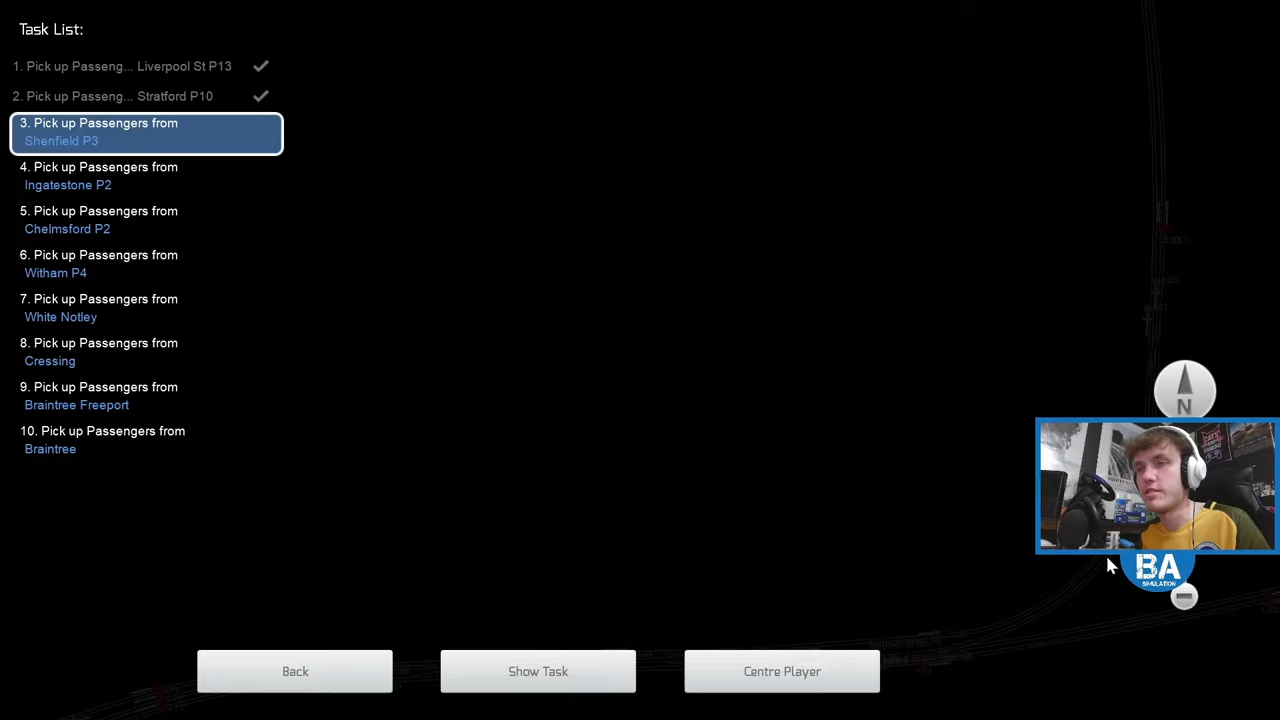 Task List:
1. Pick up Passeng... Liverpool St P13
2. Pick up Passeng... Stratford P10
3. Pick up Passengers from
Shenfield P3
4. Pick up Passengers from
Ingatestone P2
5. Pick up Passengers from
Chelmsford P2
6. Pick up Passengers from
Witham P4
7. Pick up Passengers from
White Notley
8. Pick up Passengers from
Cressing
9. Pick up Passengers from
Braintree Freeport
10. Pick up Passengers from
Braintree
N
CATS
BA
SIMULATION
Back
Show Task
Centre Player